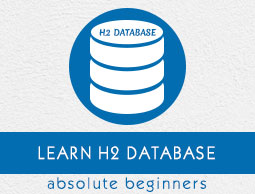 H2 DATABASE
LEARN H2 DATABASE
absolute beginners